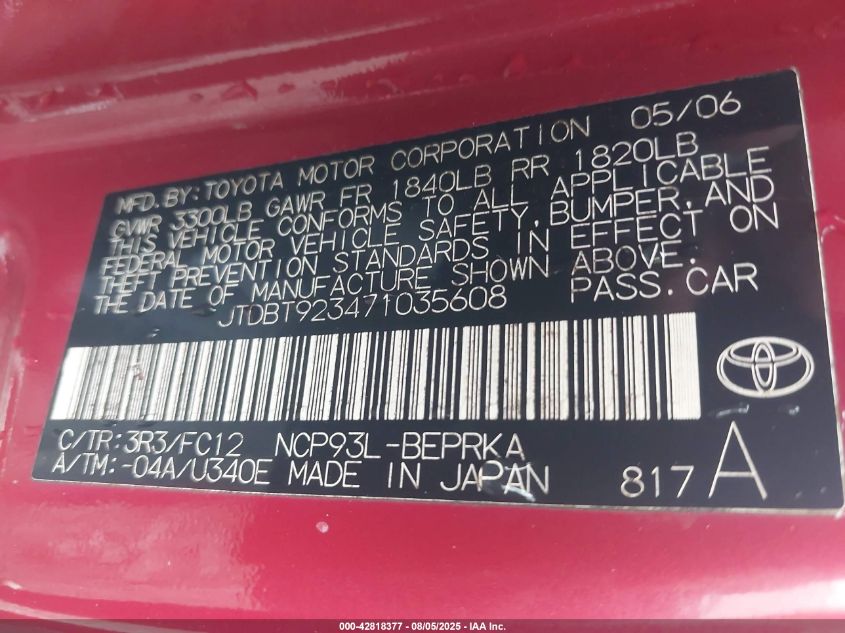 MFD.BY:TOYOTA MOTOR CORPORATION 05/06
GVWR 3300LB GAWR FR 1840LB RR 1820LB
THIS VEHICLE CONFORMS TO ALL APPLICABLE
FEDERAL MOTOR VEHICLE SAFETY,BUMPER,AND
THEFT PREVENTION STANDARDS IN EFFECT ON
THE DATE OF MANUFACTURE SHOWN ABOVE.
JTDBT923471035608 PASS.CAR
C/TR:3R3/FC12 NCP93L-BEPRKA
A/TM:-04A/U340E MADE IN JAPAN 817A
000-42818377 - 08/05/2025 - IAA Inc.